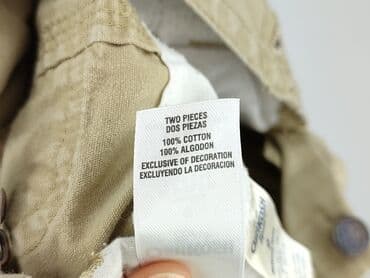 TWO PIECES
DOS PIEZAS
100% COTTON
100% ALGODON
EXCLUSIVE OF DECORATION
EXCLUYENDO LA DECORACION